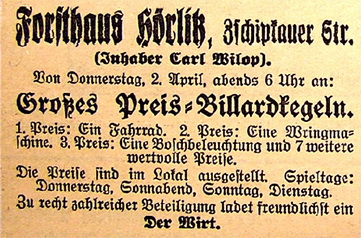 Forsthaus Hörlitz, Zschipkauer Str.
(Inhaber Carl Wilop).
Von Donnerstag, 2. April, abends 6 Uhr an:
Großes Preis-Billardkegeln.
1. Preis: Ein Fahrrad. 2. Preis: Eine Wringma-
schine. 3. Preis: Eine Boschbeleuchtung und 7 weitere
wertvolle Preise.
Die Preise sind im Lokal ausgestellt. Spieltage:
Donnerstag, Sonnabend, Sonntag, Dienstag.
Zu recht zahlreicher Beteiligung ladet freundlichst ein
Der Wirt.